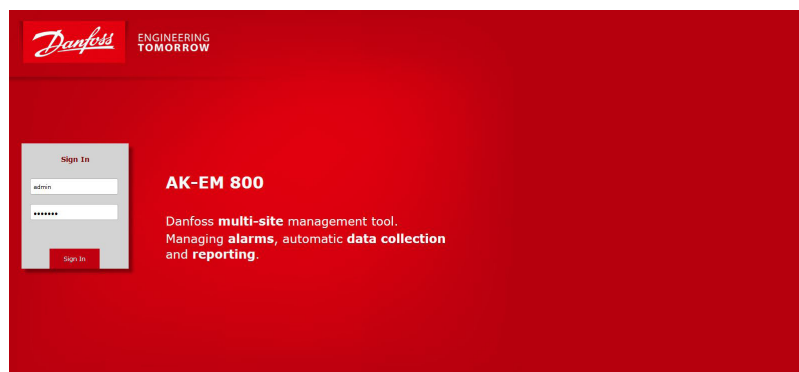 Danfoss
ENGINEERING
TOMORROW
Sign In
admin
•••••••
Sign In
AK-EM 800
Danfoss multi-site management tool.
Managing alarms, automatic data collection
and reporting.